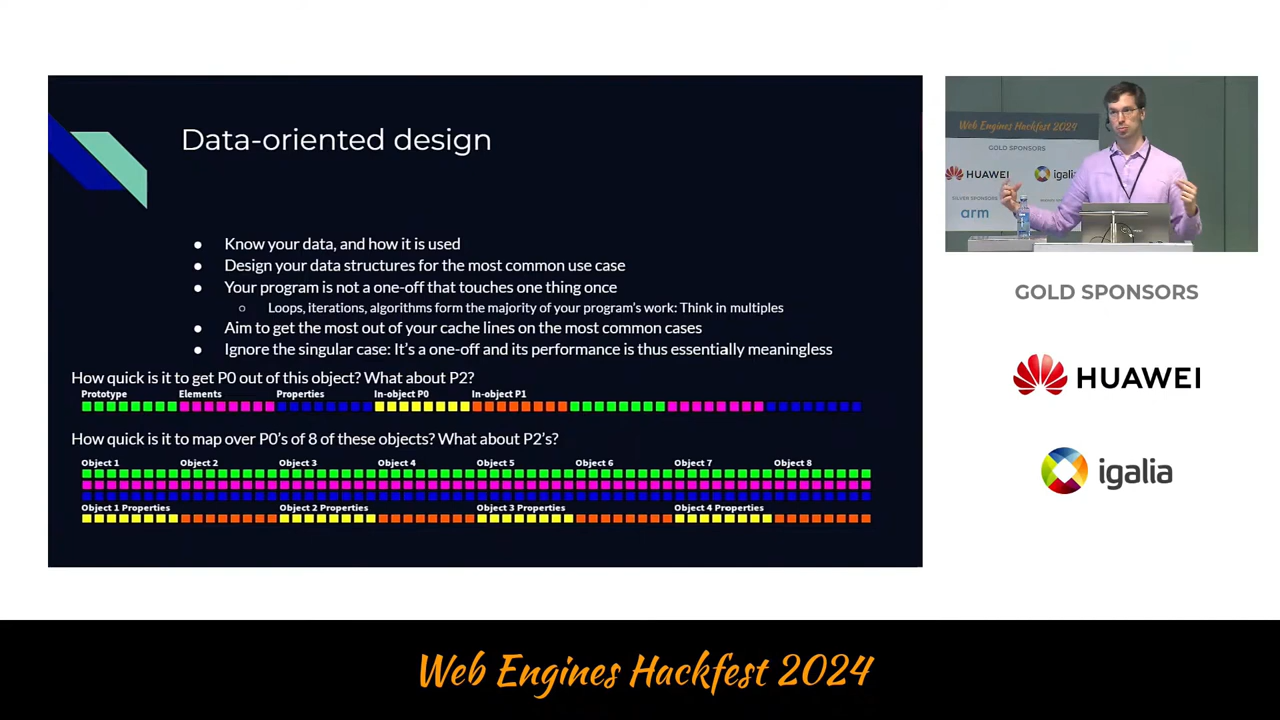 Data-oriented design
● Know your data, and how it is used
● Design your data structures for the most common use case
● Your program is not a one-off that touches one thing once
○ Loops, iterations, algorithms form the majority of your program's work: Think in multiples
● Aim to get the most out of your cache lines on the most common cases
● Ignore the singular case: It's a one-off and its performance is thus essentially meaningless
How quick is it to get P0 out of this object? What about P2?
Prototype Elements Properties In-object P0 In-object P1
How quick is it to map over P0's of 8 of these objects? What about P2's?
Object 1 Object 2 Object 3 Object 4 Object 5 Object 6 Object 7 Object 8
Object 1 Properties Object 2 Properties Object 3 Properties Object 4 Properties
Web Engines Hackfest 2024
GOLD SPONSORS
HUAWEI igalia
SILVER SPONSORS
arm
GOLD SPONSORS
HUAWEI
igalia
Web Engines Hackfest 2024